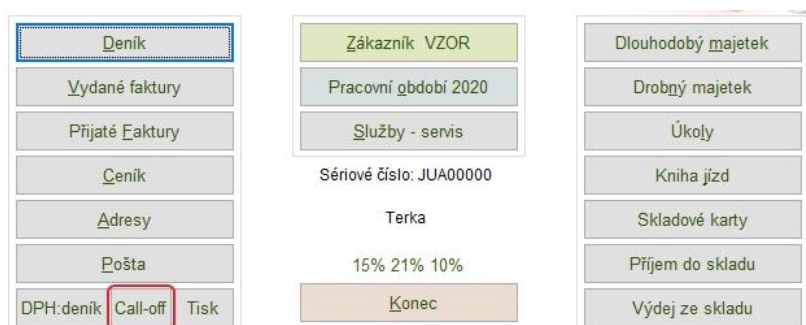 Deník
Vydané faktury
Přijaté Faktury
Ceník
Adresy
Pošta
DPH:deník Call-off Tisk
Zákazník VZOR
Pracovní období 2020
Služby - servis
Sériové číslo: JUA00000
Terka
15% 21% 10%
Konec
Dlouhodobý majetek
Drobný majetek
Úkoly
Kniha jízd
Skladové karty
Příjem do skladu
Výdej ze skladu